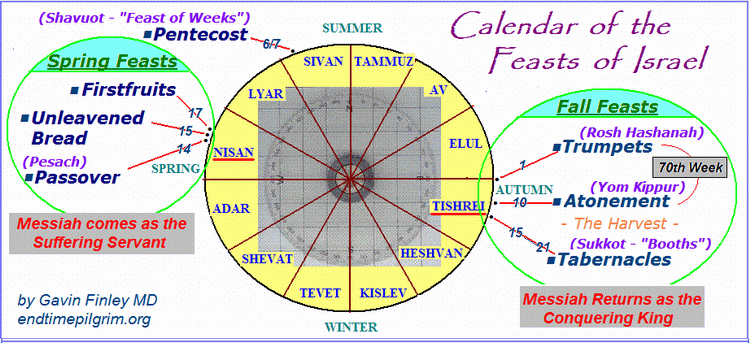 Calendar of the
Feasts of Israel
(Shavuot - "Feast of Weeks")
Pentecost
6/7
SUMMER
Spring Feasts
Firstfruits
17
Unleavened
Bread
15
(Pesach)
14
Passover
SPRING
Messiah comes as the
Suffering Servant
SIVAN
TAMMUZ
LYAR
AV
NISAN
ELUL
ADAR
TISHREI
SHEVAT
HESHVAN
TEVET
KISLEV
WINTER
AUTUMN
Fall Feasts
(Rosh Hashanah)
Trumpets
1
70th Week
(Yom Kippur)
10
Atonement
- The Harvest -
(Sukkot - "Booths")
15
21
Tabernacles
Messiah Returns as the
Conquering King
by Gavin Finley MD
endtimepilgrim.org